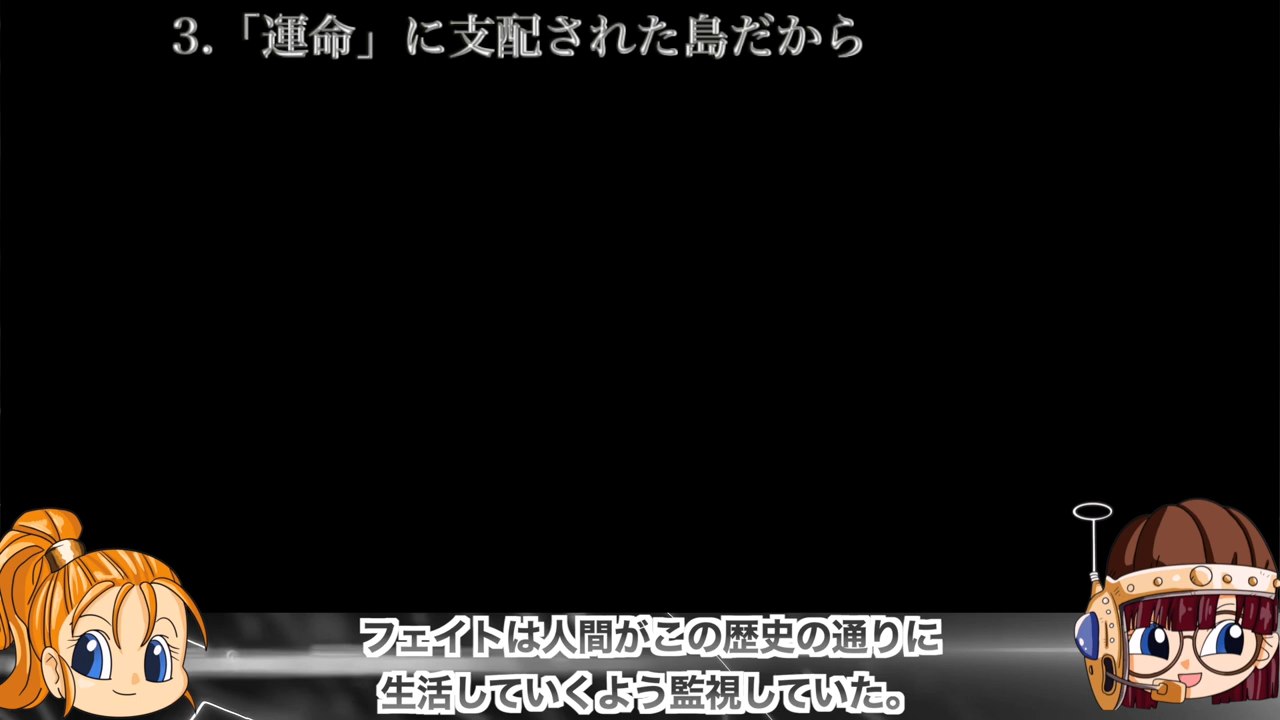 3.「運命」に支配された島だから
フェイトは人間がこの歴史の通りに
生活していくよう監視していた。